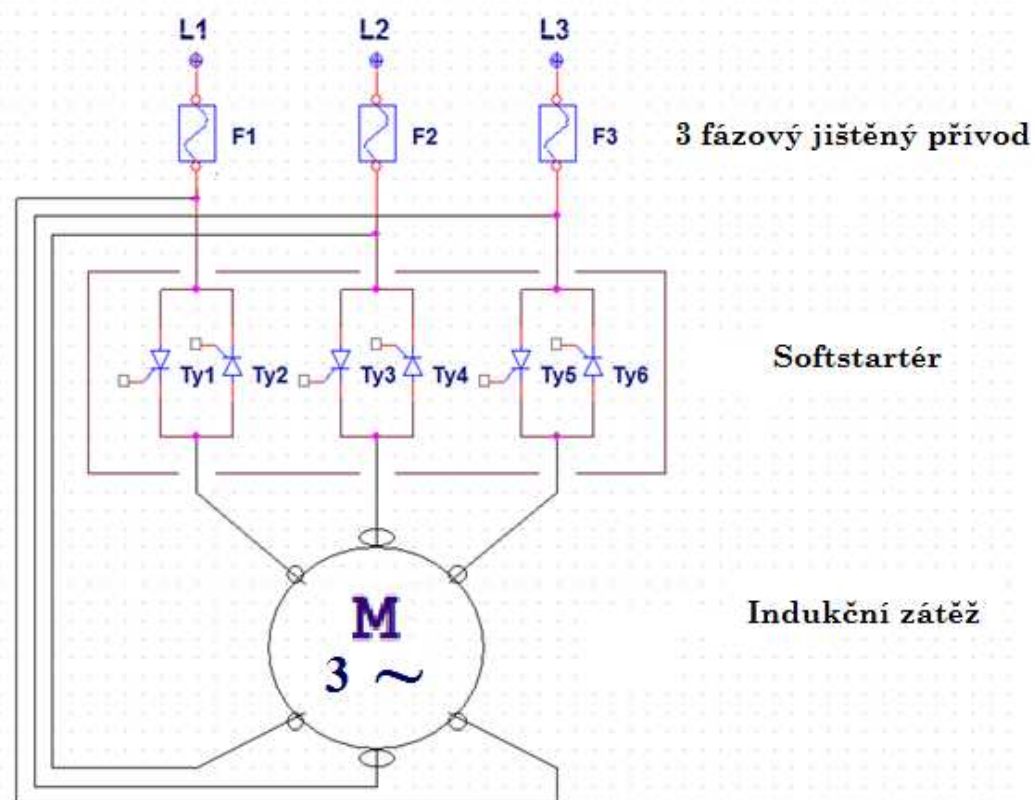 L1 L2 L3
F1 F2 F3 3 fázový jištěný přívod
Softstartér
Ty1 Ty2 Ty3 Ty4 Ty5 Ty6
Indukční zátěž
M
3 ~